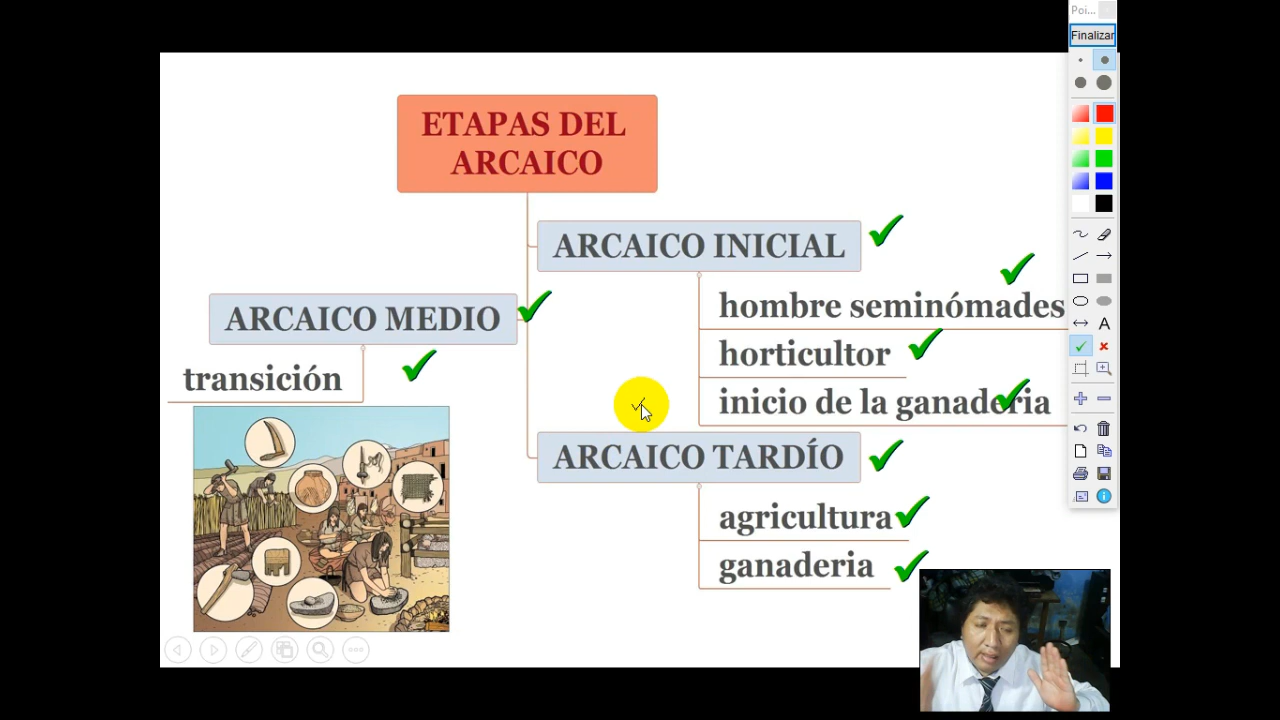 Poi...
Finalizar
ETAPAS DEL
ARCAICO
ARCAICO INICIAL
hombre seminómades
horticultor
inicio de la ganaderia
ARCAICO MEDIO
transición
ARCAICO TARDÍO
agricultura
ganaderia
A